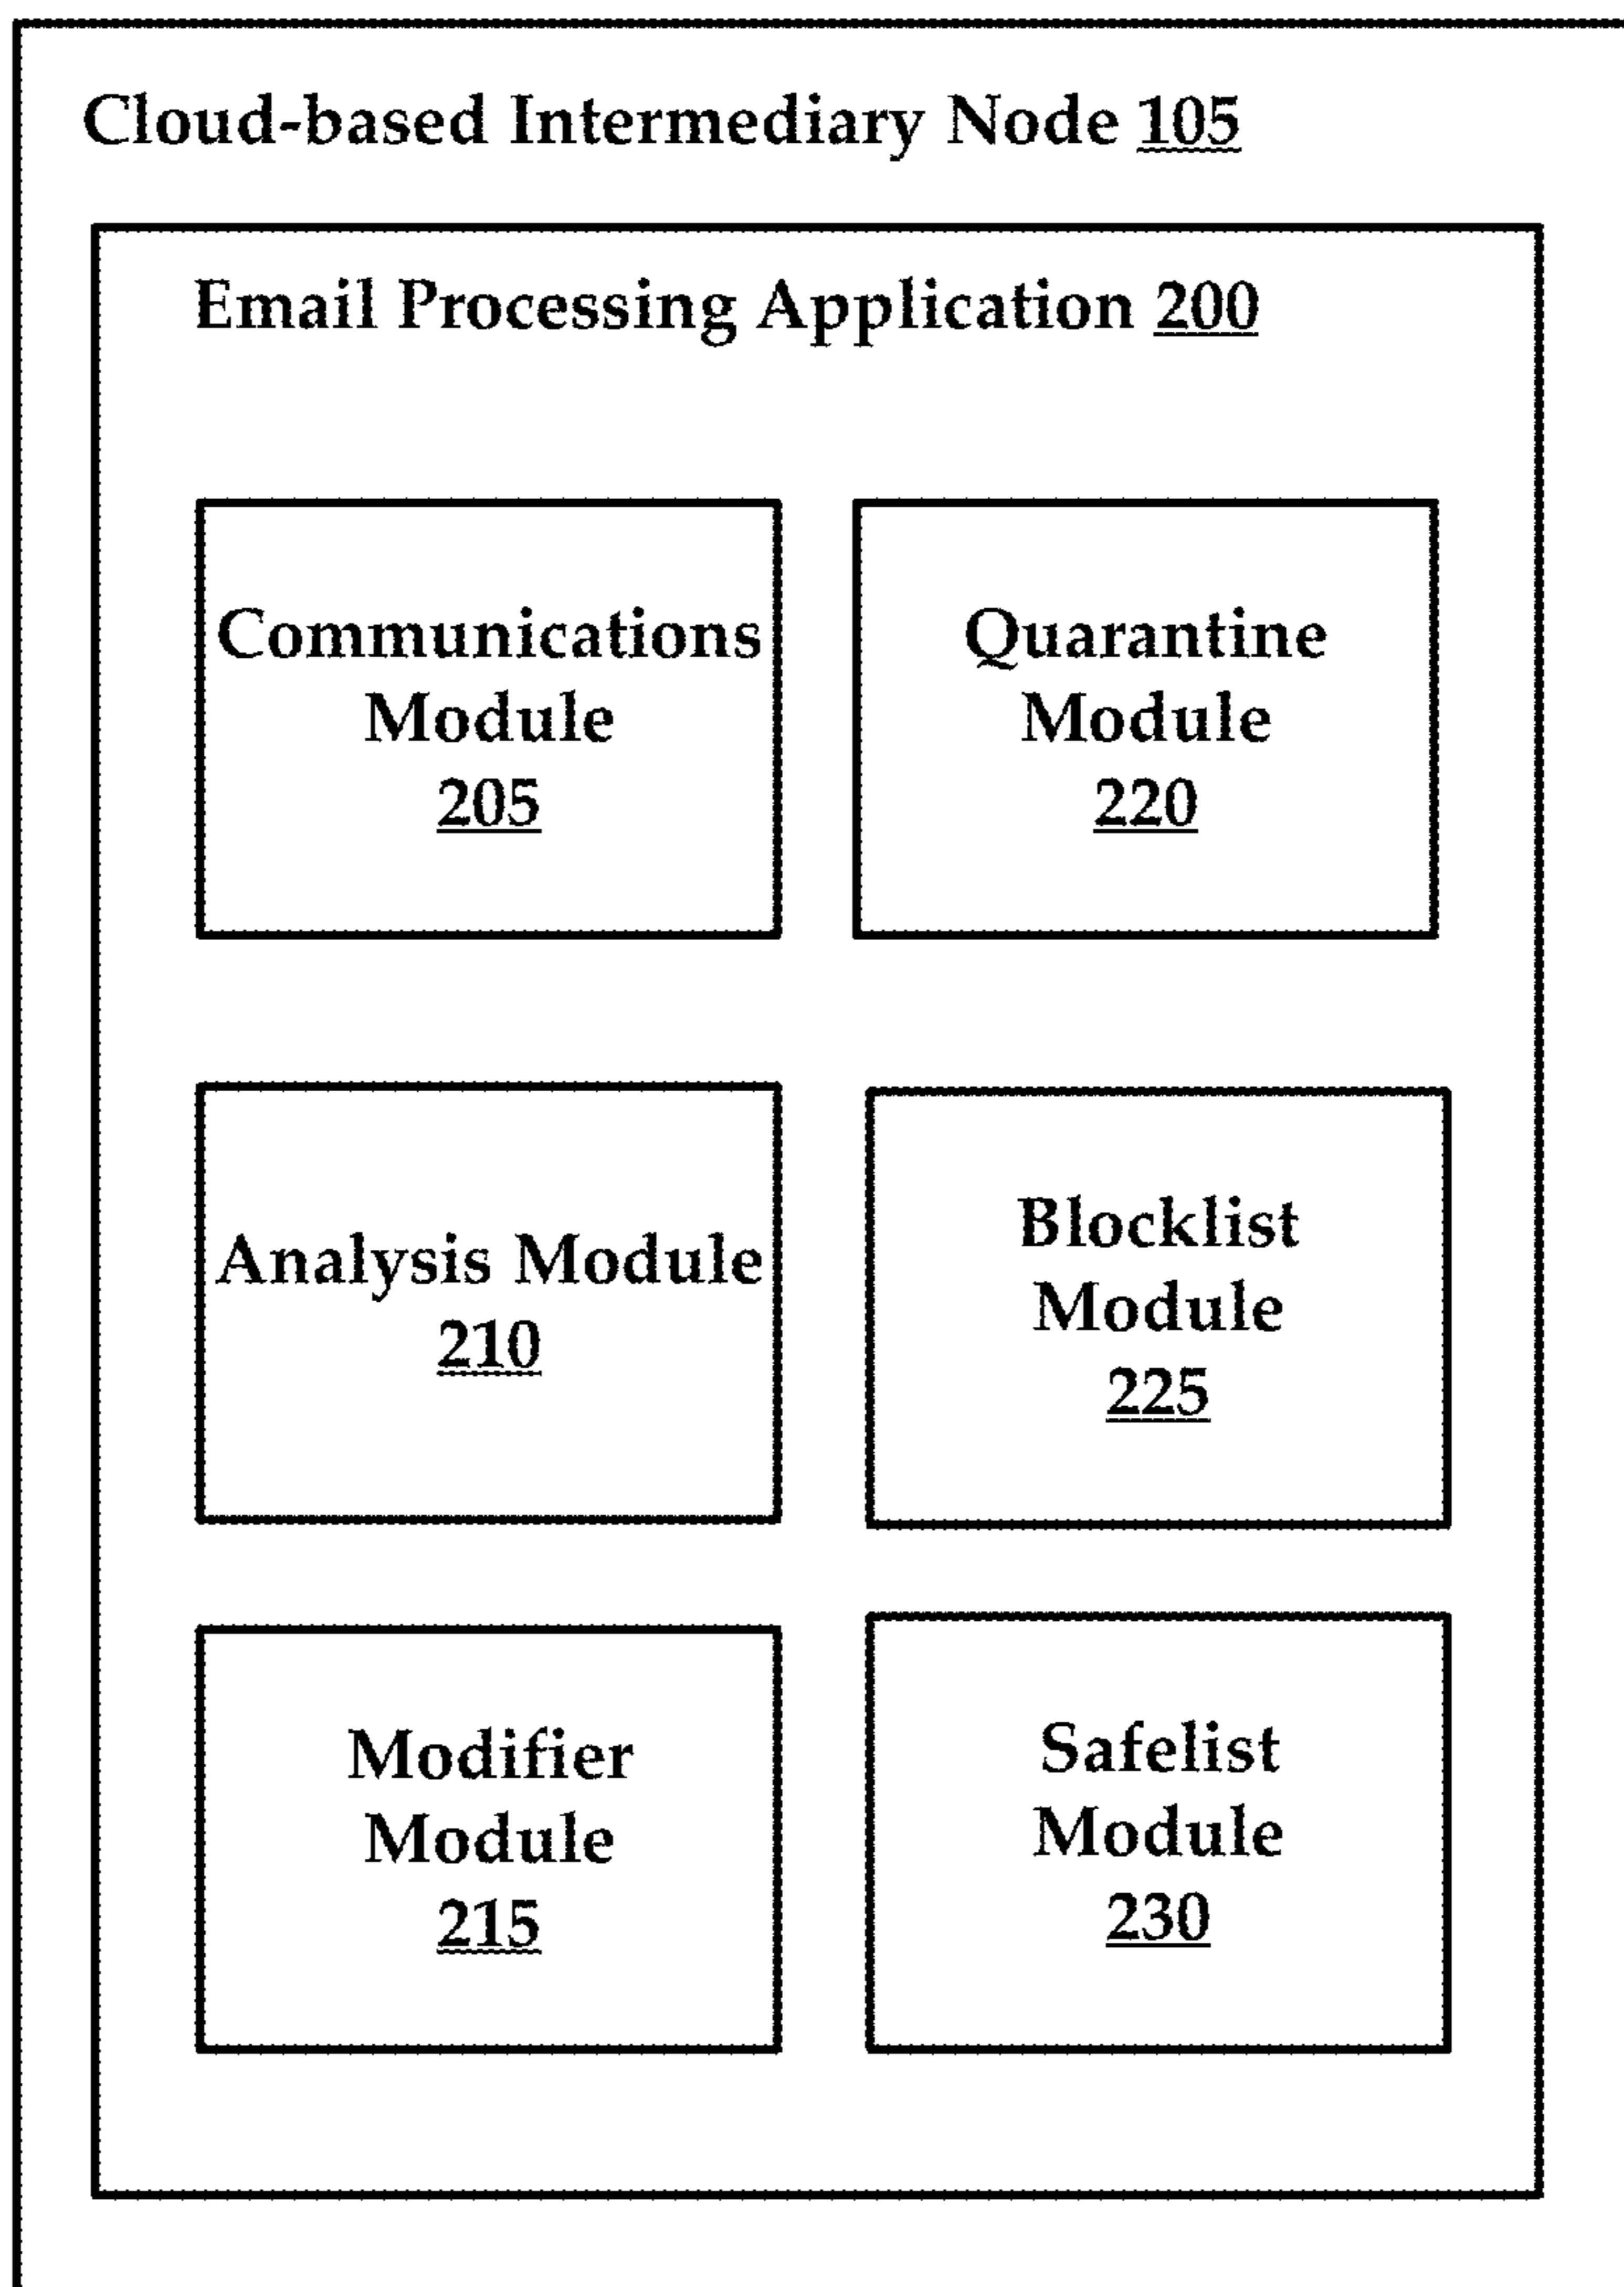 Cloud-based Intermediary Node 105
Email Processing Application 200
Communications
Module
205
Quarantine
Module
220
Analysis Module
210
Blocklist
Module
225
Modifier
Module
215
Safelist
Module
230